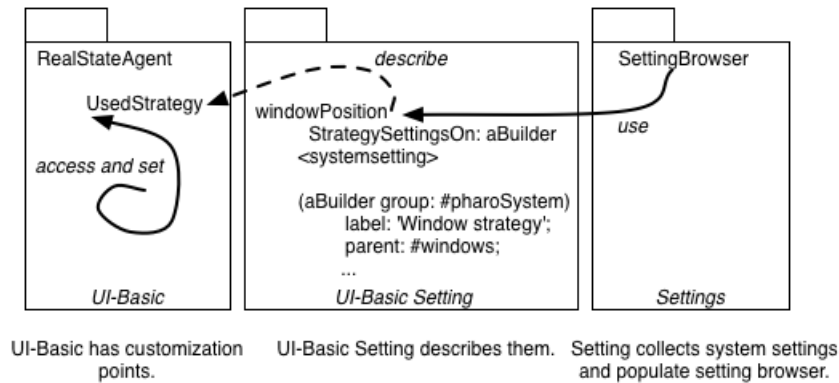 RealStateAgent
UsedStrategy
access and set
UI-Basic
describe
windowPosition
StrategySettingsOn: aBuilder
<systemsetting>
(aBuilder group: #pharoSystem)
label: 'Window strategy';
parent: #windows;
...
UI-Basic Setting
SettingBrowser
use
Settings
UI-Basic has customization
points.
UI-Basic Setting describes them.
Setting collects system settings
and populate setting browser.